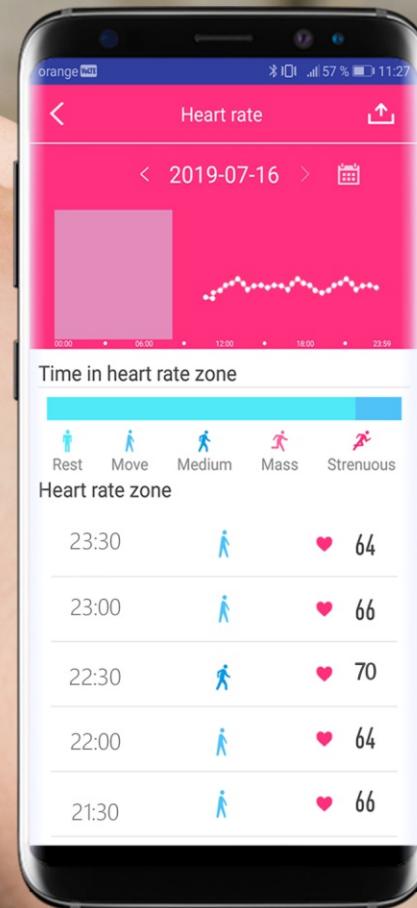 orange VoLTE 57 % 11:27
Heart rate
< 2019-07-16 >
00:00 • 06:00 • 12:00 • 18:00 • 23:59
Time in heart rate zone
Rest Move Medium Mass Strenuous
Heart rate zone
23:30 64
23:00 66
22:30 70
22:00 64
21:30 66